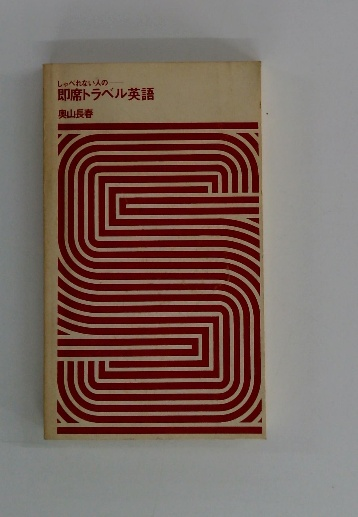 しゃべれない人の——
即席トラベル英語
奥山長春